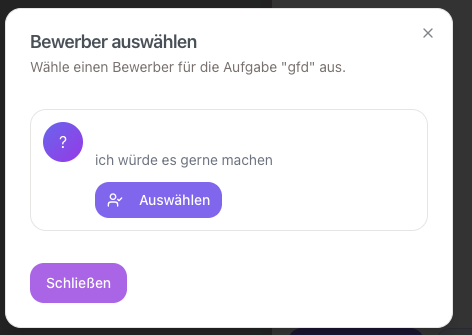 Bewerber auswählen
Wähle einen Bewerber für die Aufgabe "gfd" aus.
?
ich würde es gerne machen
Auswählen
Schließen